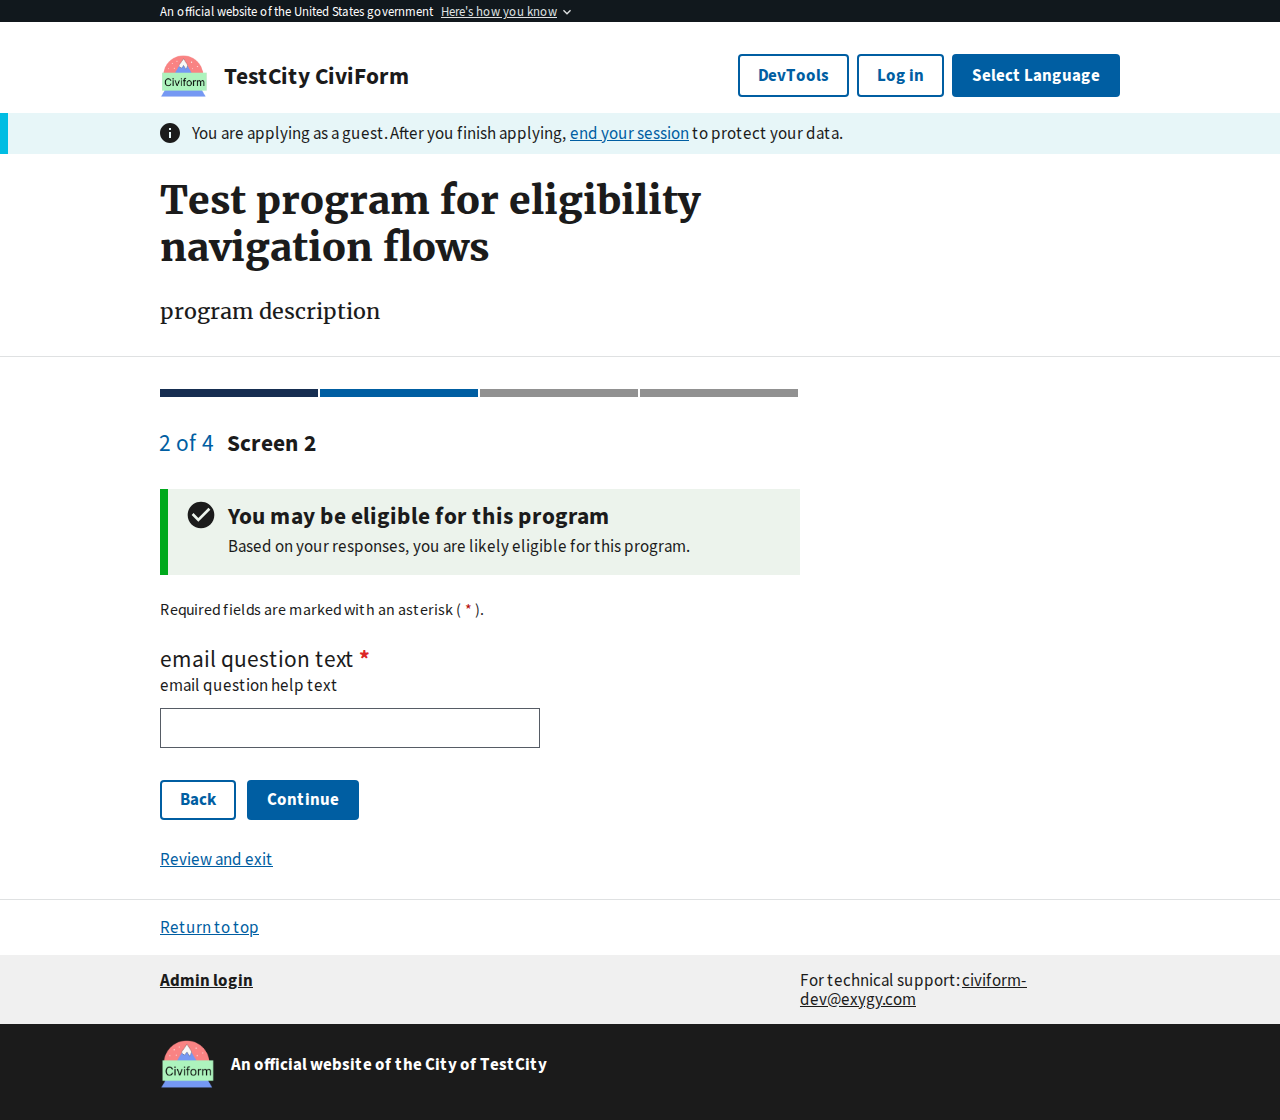 An official website of the United States government Here's how you know
Civiform
TestCity CiviForm
DevTools
Log in
Select Language
You are applying as a guest. After you finish applying, end your session to protect your data.
Test program for eligibility
navigation flows
program description
2 of 4 Screen 2
You may be eligible for this program
Based on your responses, you are likely eligible for this program.
Required fields are marked with an asterisk ( * ).
email question text *
email question help text
Back
Continue
Review and exit
Return to top
Admin login
For technical support: civiform-
dev@exygy.com
Civiform
An official website of the City of TestCity